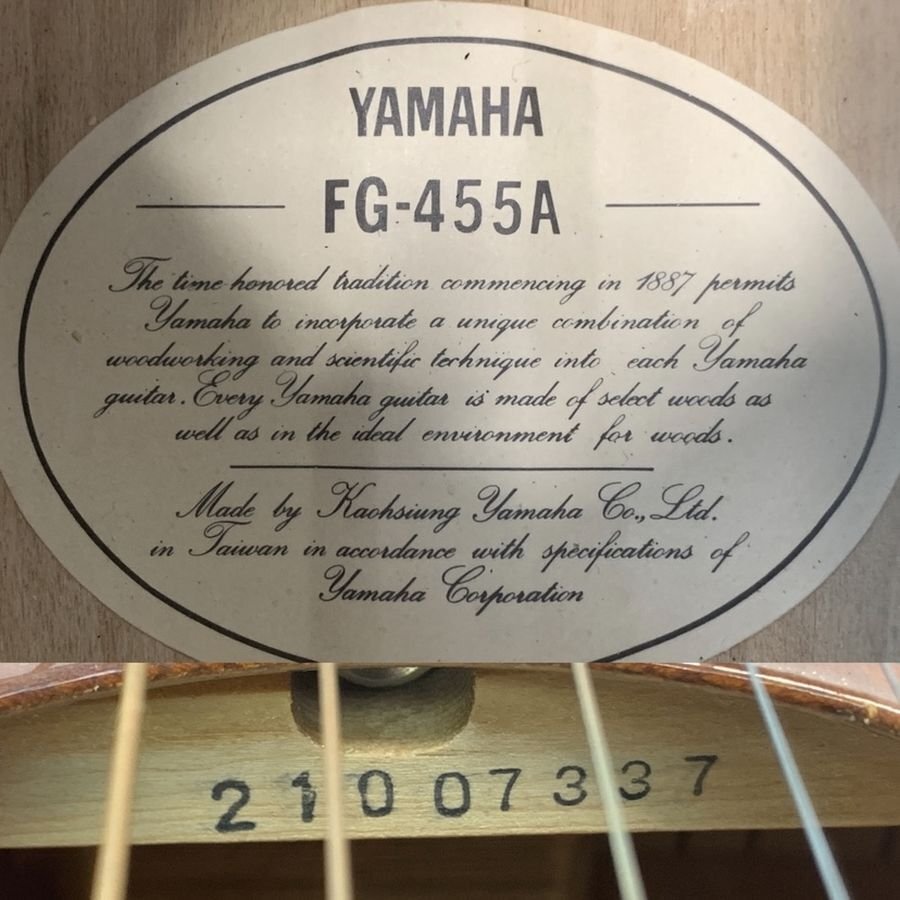 YAMAHA
FG-455A
The time-honored tradition commencing in 1887 permits
Yamaha to incorporate a unique combination of
woodworking and scientific technique into each Yamaha
guitar. Every Yamaha guitar is made of select woods as
well as in the ideal environment for woods.
Made by Kaohsiung Yamaha Co., Ltd.
in Taiwan in accordance with specifications of
Yamaha Corporation
21007337